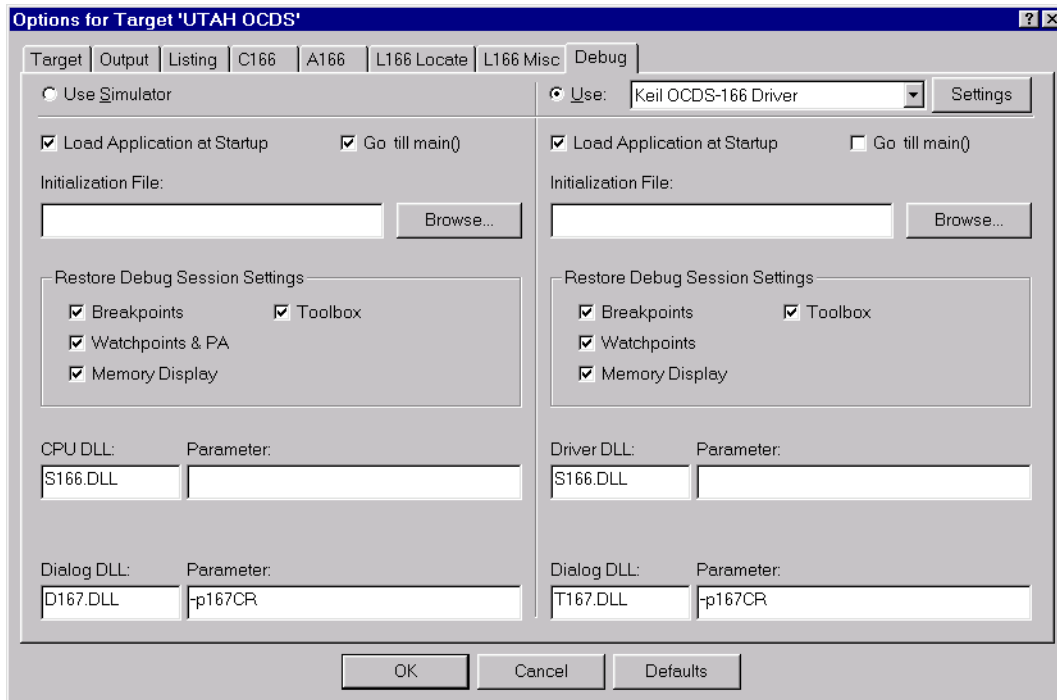 Options for Target 'UTAH OCDS'
Target Output Listing C166 A166 L166 Locate L166 Misc Debug
Use Simulator
Use: Keil OCDS-166 Driver Settings
Load Application at Startup Go till main()
Load Application at Startup Go till main()
Initialization File:
Initialization File:
Browse...
Browse...
Restore Debug Session Settings
Restore Debug Session Settings
Breakpoints Toolbox
Breakpoints Toolbox
Watchpoints & PA
Watchpoints
Memory Display
Memory Display
CPU DLL: Parameter:
Driver DLL: Parameter:
S166.DLL
S166.DLL
Dialog DLL: Parameter:
Dialog DLL: Parameter:
D167.DLL -p167CR
T167.DLL -p167CR
OK Cancel Defaults